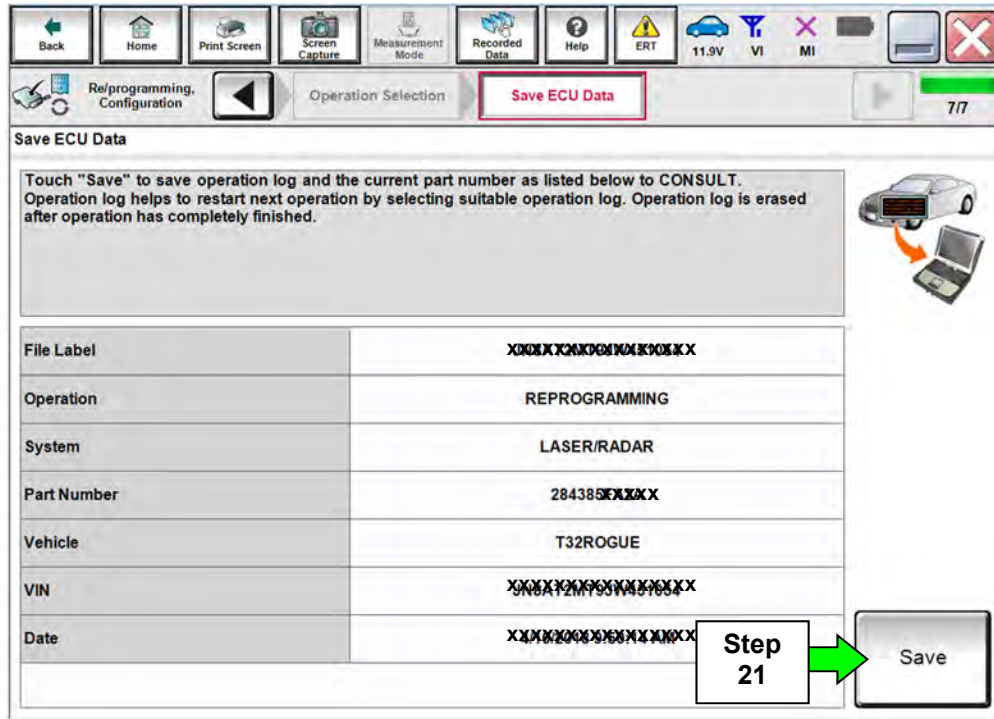 Back
Home
Print Screen
Screen
Capture
Measurement
Mode
Recorded
Data
Help
ERT
11.9V
VI
MI
Re/programming,
Configuration
Operation Selection
Save ECU Data
7/7
Save ECU Data
Touch "Save" to save operation log and the current part number as listed below to CONSULT.
Operation log helps to restart next operation by selecting suitable operation log. Operation log is erased
after operation has completely finished.
File Label
Operation
REPROGRAMMING
System
LASER/RADAR
Part Number
Vehicle
T32ROGUE
VIN
Date
Step
21
Save